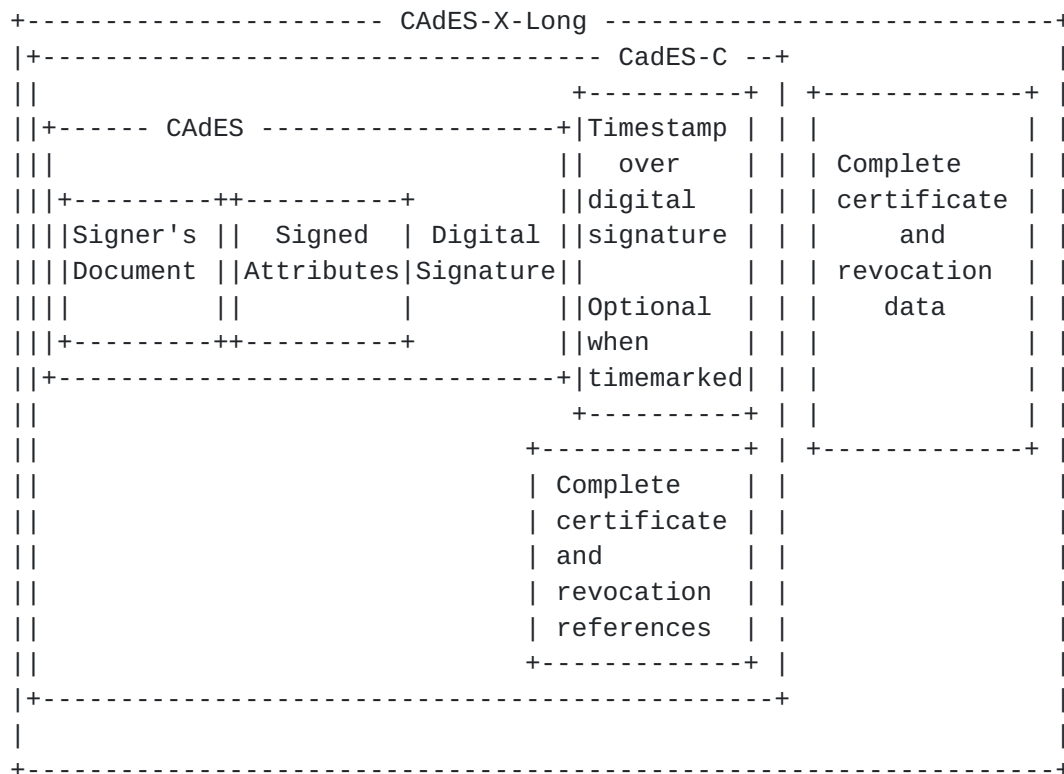 +----------------------- CAdES-X-Long -----------------------------+
|+------------------------------------ CadES-C --+                 |
||                                  +----------+ | +-------------+ |
||+------ CAdES -------------------+|Timestamp | | |             | |
|||                                ||  over    | | | Complete    | |
|||+---------++----------+         ||digital   | | | certificate | |
||||Signer's ||  Signed  | Digital ||signature | | |     and     | |
||||Document ||Attributes|Signature||          | | | revocation  | |
||||         ||          |         ||Optional  | | |    data     | |
|||+---------++----------+         ||when      | | |             | |
||+--------------------------------+|timemarked| | |             | |
||                                  +----------+ | |             | |
||                               +-------------+ | +-------------+ |
||                               | Complete    | |                 |
||                               | certificate | |                 |
||                               | and         | |                 |
||                               | revocation  | |                 |
||                               | references  | |                 |
||                               +-------------+ |                 |
|+-----------------------------------------------+                 |
|                                                                  |
+------------------------------------------------------------------+